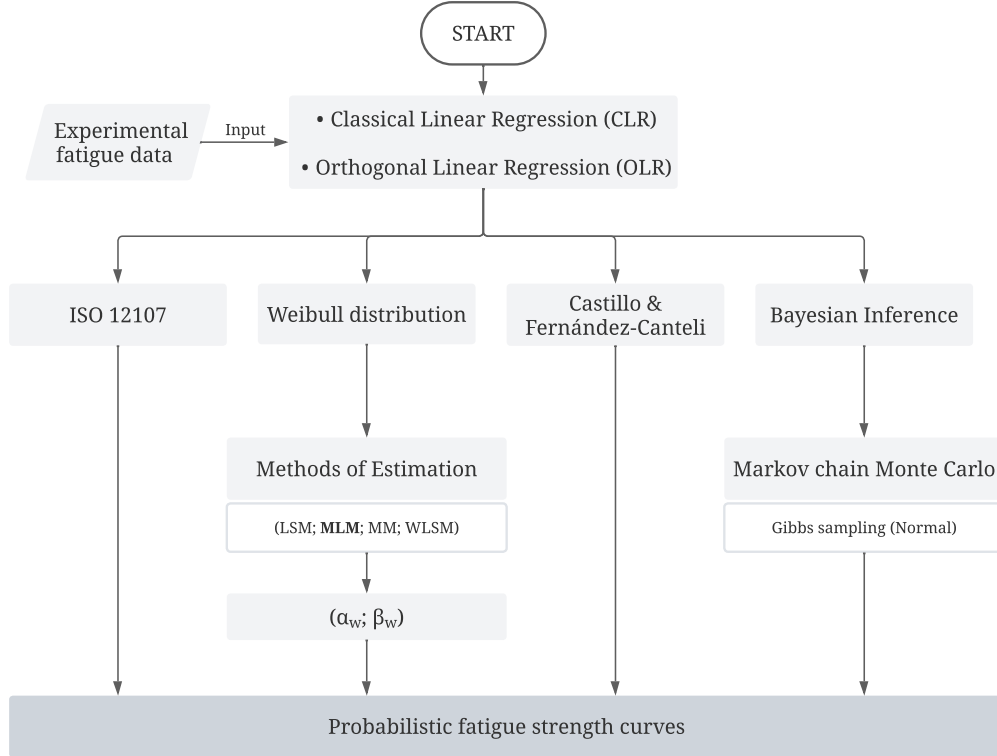 START
Experimental
fatigue data
Input
• Classical Linear Regression (CLR)
• Orthogonal Linear Regression (OLR)
ISO 12107
Weibull distribution
Castillo &
Fernández-Canteli
Bayesian Inference
Methods of Estimation
(LSM; MLM; MM; WLSM)
(αw; βw)
Markov chain Monte Carlo
Gibbs sampling (Normal)
Probabilistic fatigue strength curves